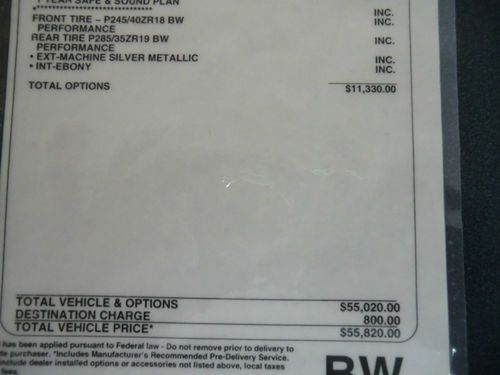 1 YEAR SAFE & SOUND PLAN
FRONT TIRE - P245/40ZR18 BW INC.
PERFORMANCE INC.
REAR TIRE P285/35ZR19 BW INC.
PERFORMANCE
• EXT-MACHINE SILVER METALLIC INC.
• INT-EBONY INC.
TOTAL OPTIONS $11,330.00
TOTAL VEHICLE & OPTIONS $55,020.00
DESTINATION CHARGE 800.00
TOTAL VEHICLE PRICE* $55,820.00
has been applied pursuant to Federal law - Do not remove prior to delivery to
purchaser. *Includes Manufacturer's Recommended Pre-Delivery Service.
include dealer installed options or accessories not listed above, local taxes
fees.
BW